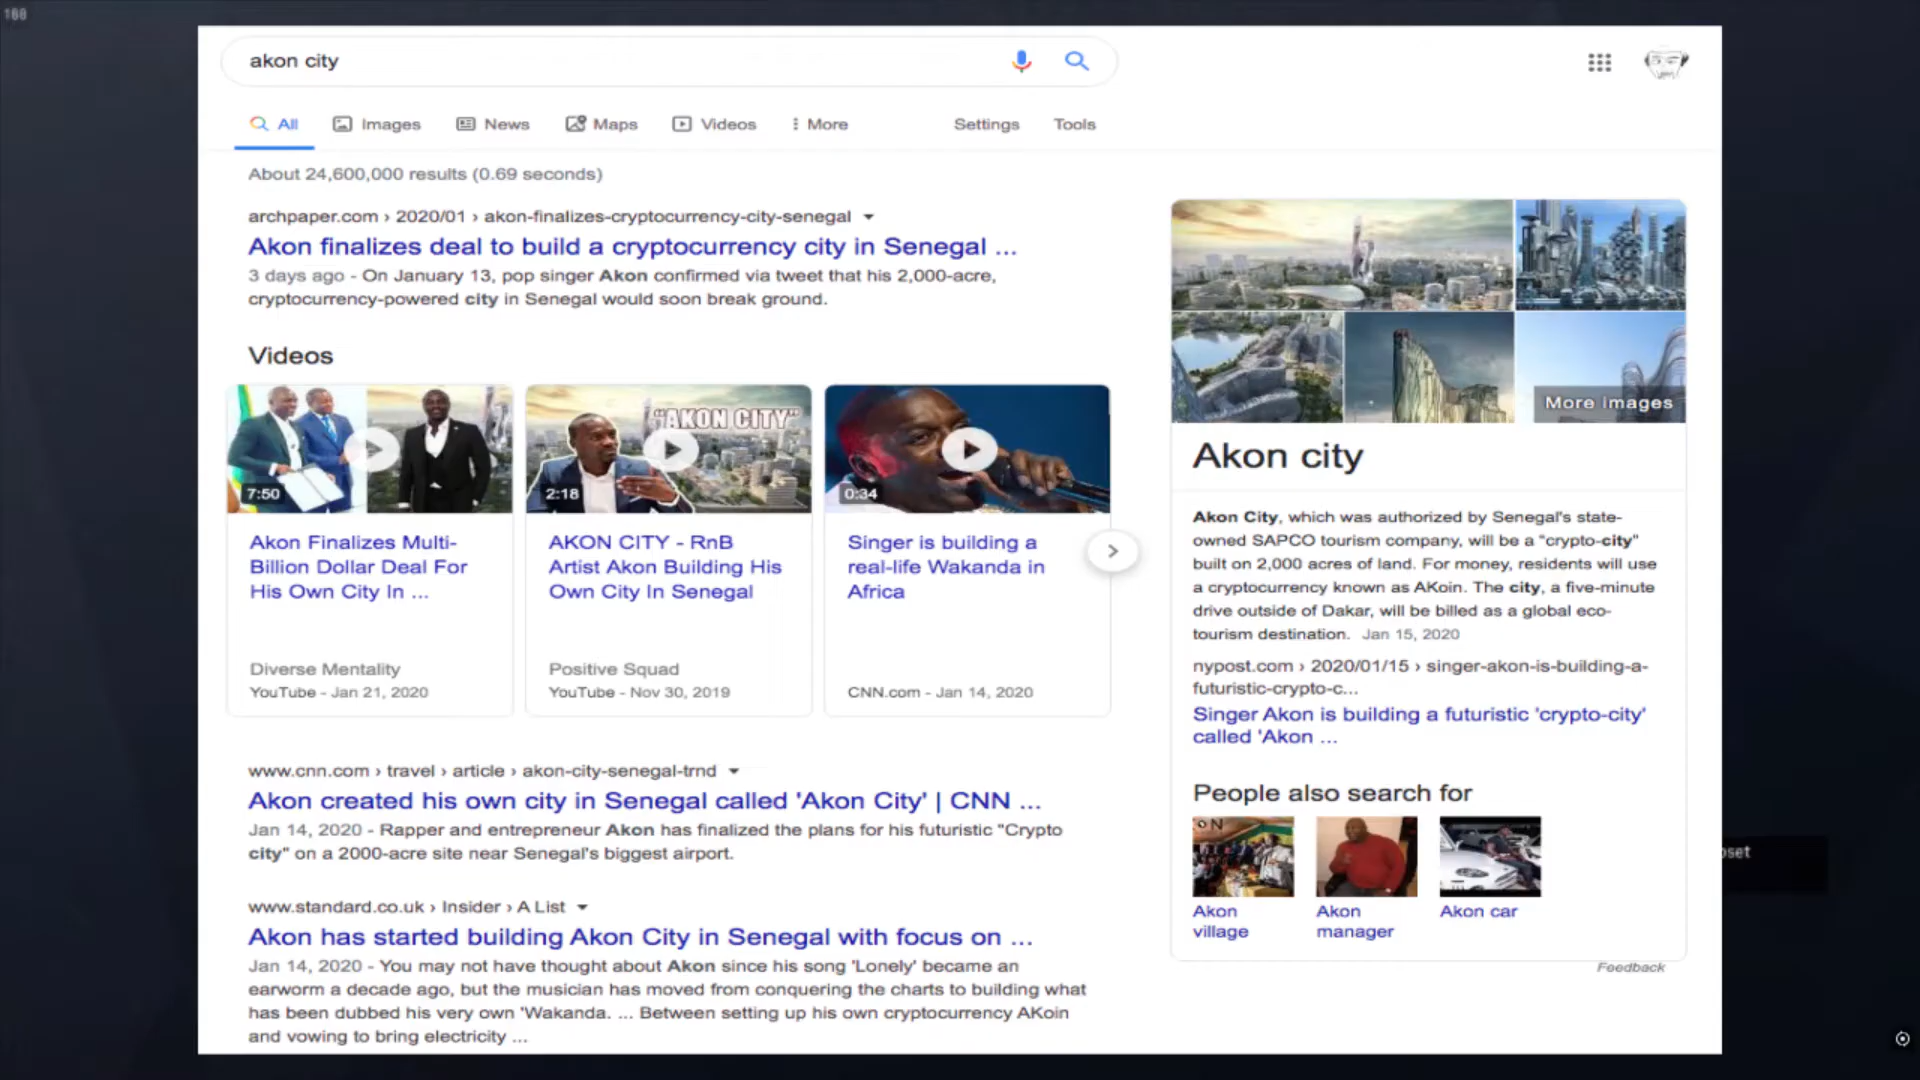 160
akon city
All
Images
News
Maps
Videos
More
Settings
Tools
About 24,600,000 results (0.69 seconds)
archpaper.com › 2020/01 › akon-finalizes-cryptocurrency-city-senegal
Akon finalizes deal to build a cryptocurrency city in Senegal ...
3 days ago - On January 13, pop singer Akon confirmed via tweet that his 2,000-acre,
cryptocurrency-powered city in Senegal would soon break ground.
Videos
7:50
Akon Finalizes Multi-
Billion Dollar Deal For
His Own City In ...
Diverse Mentality
YouTube - Jan 21, 2020
"AKON CITY"
2:18
AKON CITY - RnB
Artist Akon Building His
Own City In Senegal
Positive Squad
YouTube - Nov 30, 2019
0:34
Singer is building a
real-life Wakanda in
Africa
CNN.com - Jan 14, 2020
www.cnn.com › travel › article › akon-city-senegal-trnd
Akon created his own city in Senegal called 'Akon City' | CNN ...
Jan 14, 2020 - Rapper and entrepreneur Akon has finalized the plans for his futuristic "Crypto
city" on a 2000-acre site near Senegal's biggest airport.
www.standard.co.uk › Insider › A List
Akon has started building Akon City in Senegal with focus on ...
Jan 14, 2020 - You may not have thought about Akon since his song 'Lonely' became an
earworm a decade ago, but the musician has moved from conquering the charts to building what
has been dubbed his very own 'Wakanda. ... Between setting up his own cryptocurrency AKoin
and vowing to bring electricity ...
More images
Akon city
Akon City, which was authorized by Senegal's state-
owned SAPCO tourism company, will be a "crypto-city"
built on 2,000 acres of land. For money, residents will use
a cryptocurrency known as AKoin. The city, a five-minute
drive outside of Dakar, will be billed as a global eco-
tourism destination. Jan 15, 2020
nypost.com › 2020/01/15 › singer-akon-is-building-a-
futuristic-crypto-c...
Singer Akon is building a futuristic 'crypto-city'
called 'Akon ...
People also search for
ON
Akon
village
Akon
manager
Akon car
Feedback
oset